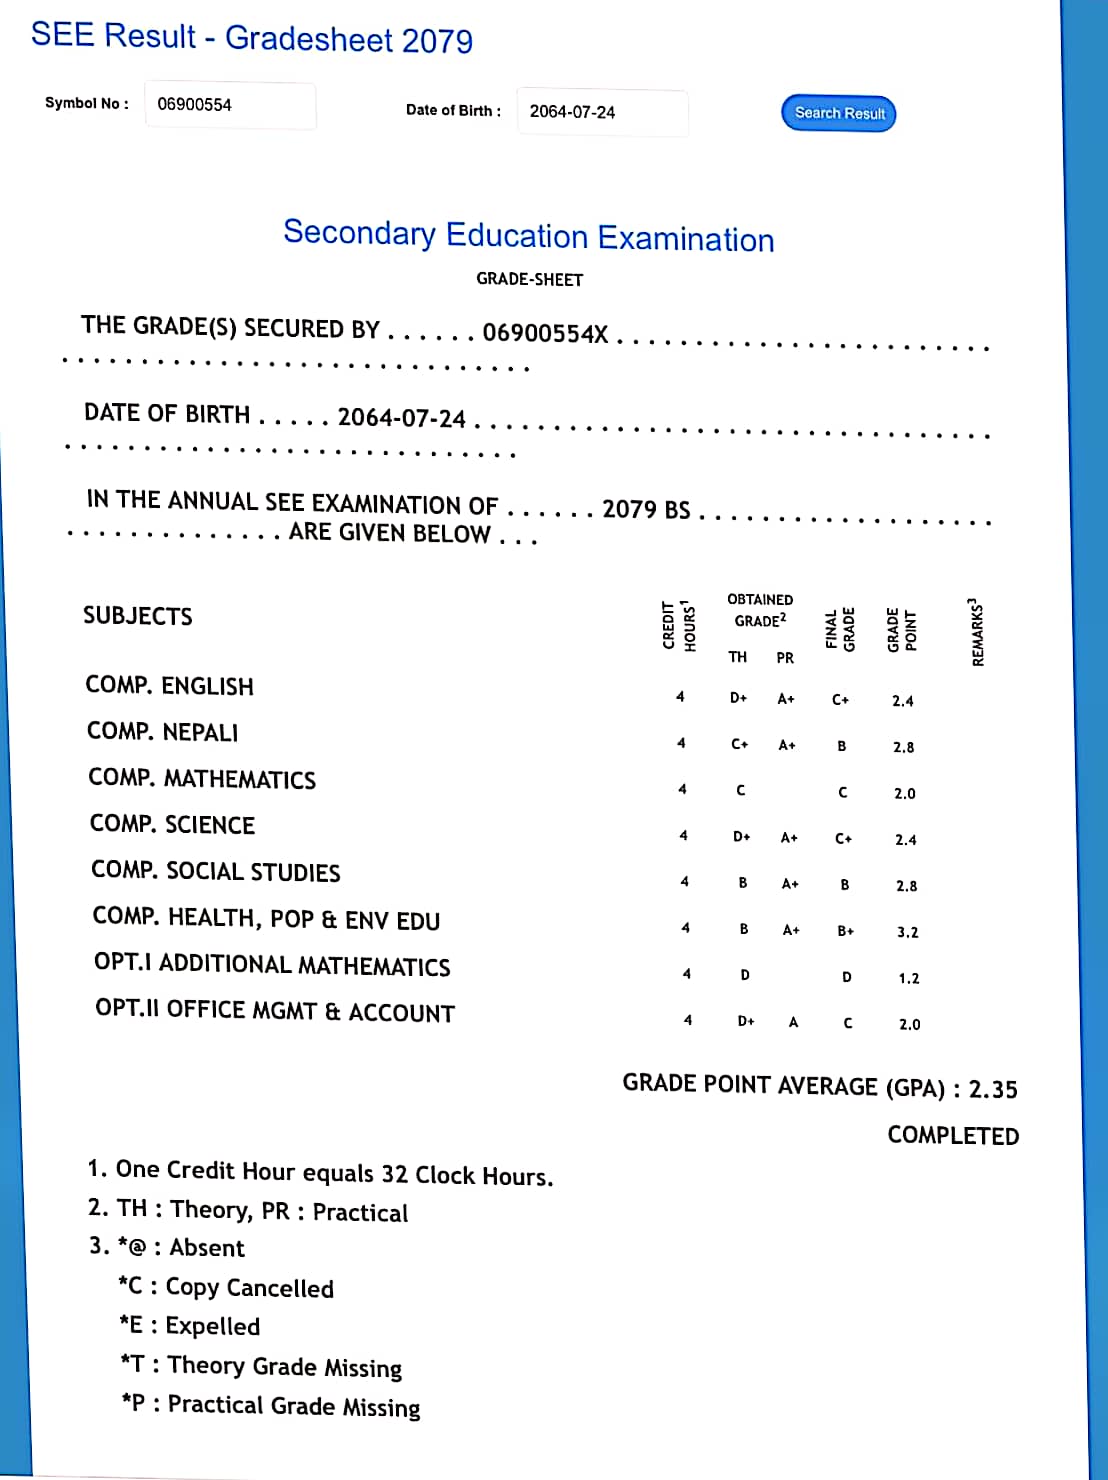 SEE Result - Gradesheet 2079
Symbol No : 06900554 Date of Birth : 2064-07-24 Search Result
Secondary Education Examination
GRADE-SHEET
THE GRADE(S) SECURED BY . . . . . . 06900554X . . . . . . . . . . . . . . . . . . . . . . . .
. . . . . . . . . . . . . . . . . . . . . . . . . . . . . .
DATE OF BIRTH . . . . . 2064-07-24 . . . . . . . . . . . . . . . . . . . . . . . . . . . . . . . . .
. . . . . . . . . . . . . . . . . . . . . . . . . . . . .
IN THE ANNUAL SEE EXAMINATION OF . . . . . . 2079 BS . . . . . . . . . . . . . . . . . . .
. . . . . . . . . . . . . . ARE GIVEN BELOW . . .
SUBJECTS CREDIT HOURS¹ OBTAINED GRADE² FINAL GRADE GRADE POINT REMARKS³
TH PR
COMP. ENGLISH 4 D+ A+ C+ 2.4
COMP. NEPALI 4 C+ A+ B 2.8
COMP. MATHEMATICS 4 C C 2.0
COMP. SCIENCE 4 D+ A+ C+ 2.4
COMP. SOCIAL STUDIES 4 B A+ B 2.8
COMP. HEALTH, POP & ENV EDU 4 B A+ B+ 3.2
OPT.I ADDITIONAL MATHEMATICS 4 D D 1.2
OPT.II OFFICE MGMT & ACCOUNT 4 D+ A C 2.0
GRADE POINT AVERAGE (GPA) : 2.35
COMPLETED
1. One Credit Hour equals 32 Clock Hours.
2. TH : Theory, PR : Practical
3. *@ : Absent
*C : Copy Cancelled
*E : Expelled
*T : Theory Grade Missing
*P : Practical Grade Missing